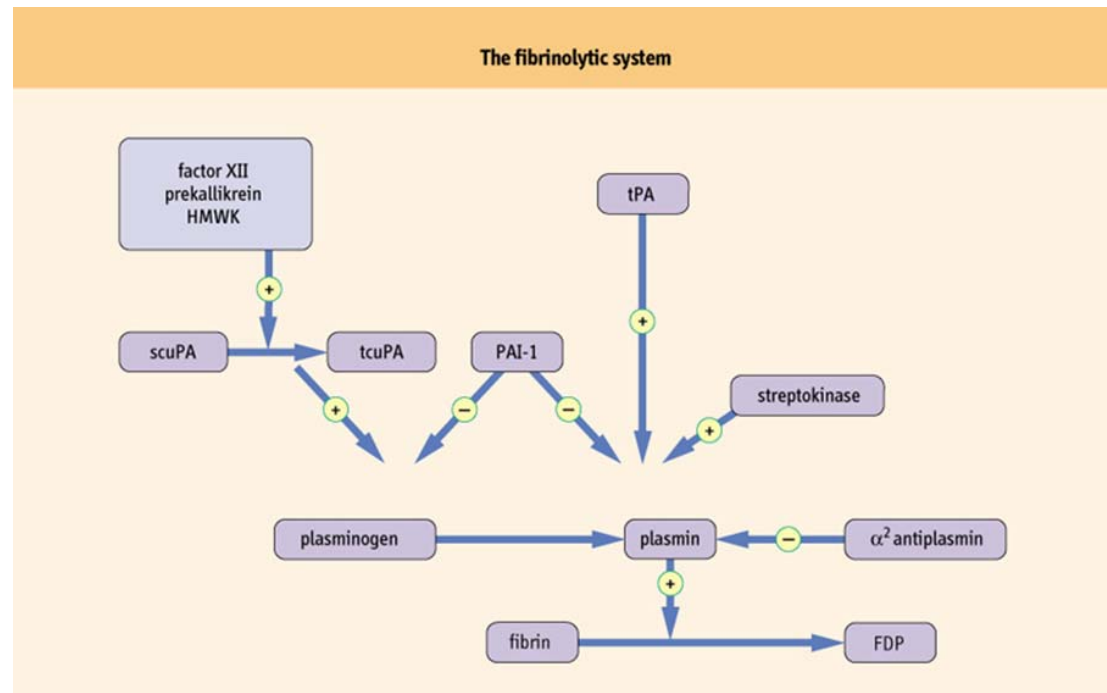 The fibrinolytic system
factor XII
prekallikrein
HMWK
tPA
+
+
scuPA
tcuPA
PAI-1
streptokinase
+
−
−
+
plasminogen
plasmin
−
α² antiplasmin
+
fibrin
FDP